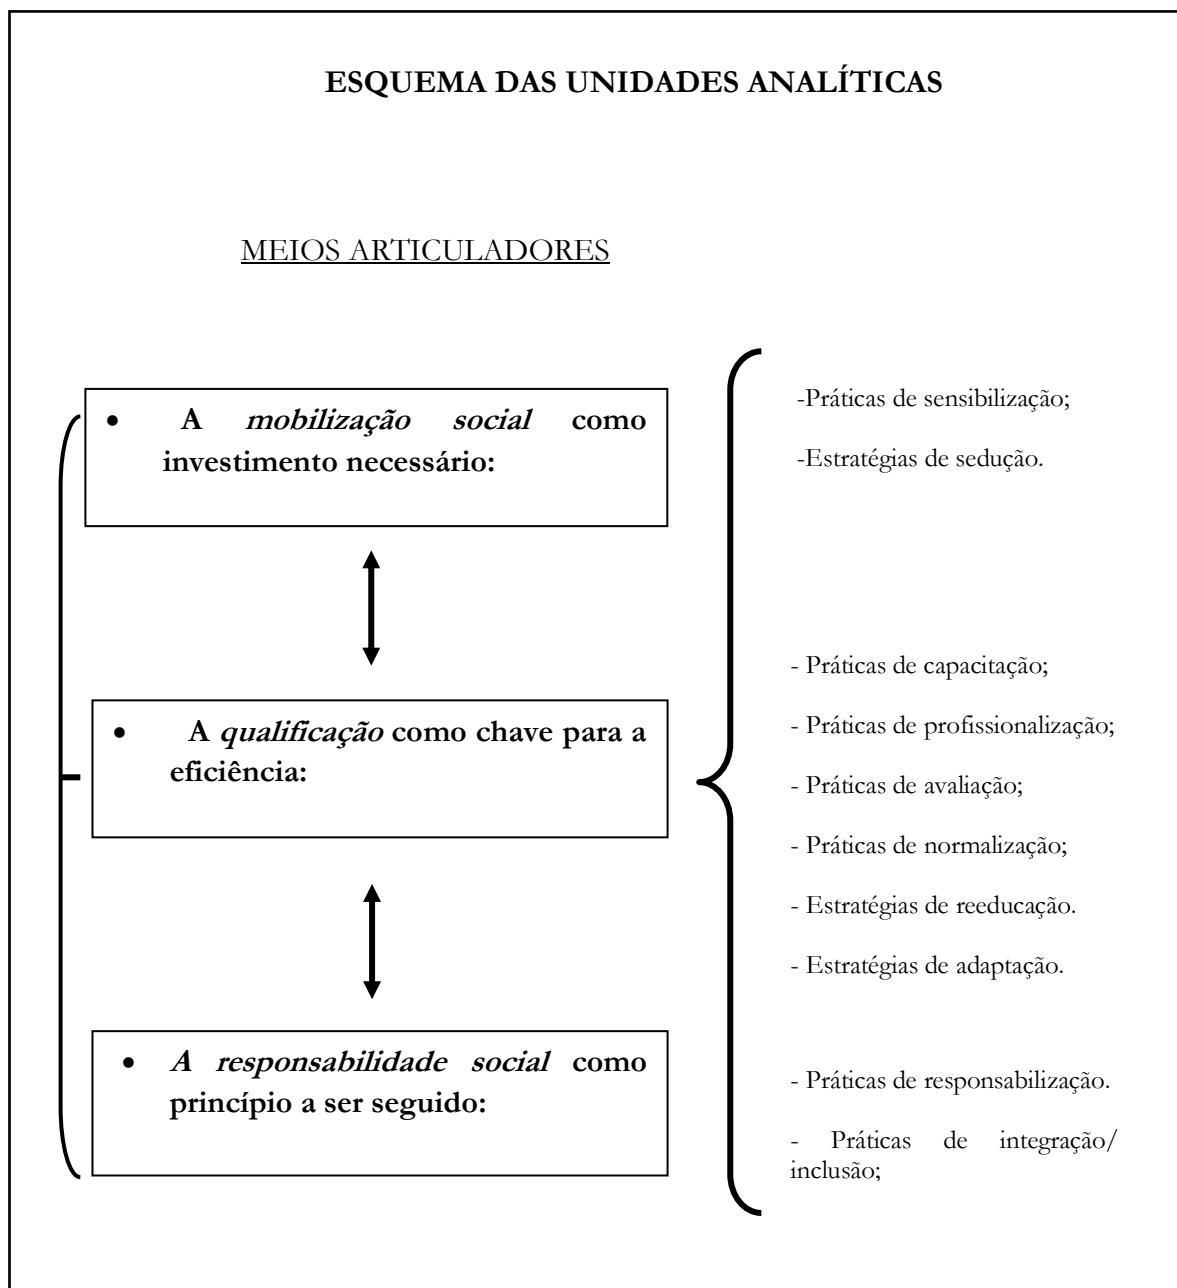 ESQUEMA DAS UNIDADES ANALÍTICAS
MEIOS ARTICULADORES
• A mobilização social como
investimento necessário:
-Práticas de sensibilização;
-Estratégias de sedução.
• A qualificação como chave para a
eficiência:
- Práticas de capacitação;
- Práticas de profissionalização;
- Práticas de avaliação;
- Práticas de normalização;
- Estratégias de reeducação.
- Estratégias de adaptação.
• A responsabilidade social como
princípio a ser seguido:
- Práticas de responsabilização.
- Práticas de integração/
inclusão;